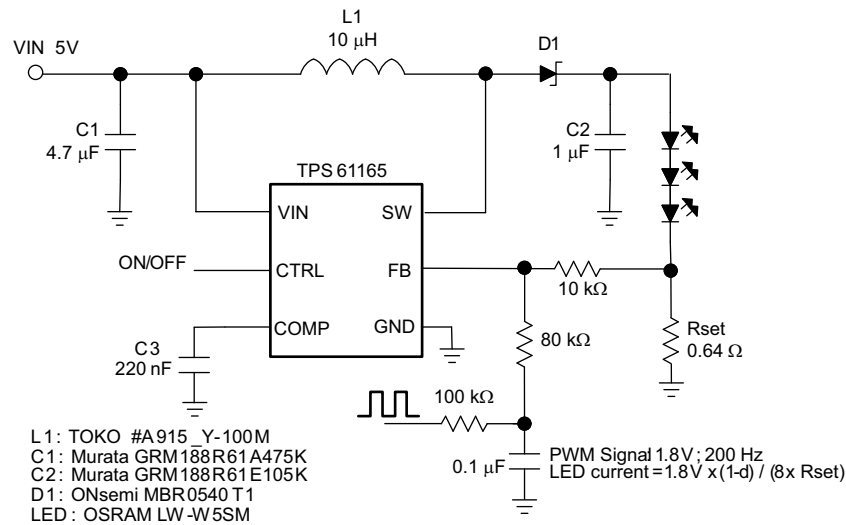 L1
10 μH
VIN 5V
D1
C1
4.7 μF
C2
1 μF
TPS 61165
VIN
SW
ON/OFF
CTRL
FB
10 kΩ
COMP
GND
C3
220 nF
80 kΩ
Rset
0.64 Ω
100 kΩ
0.1 μF
PWM Signal 1.8V; 200 Hz
LED current = 1.8V x (1-d) / (8x Rset)
L1: TOKO #A915_Y-100M
C1: Murata GRM188R61A475K
C2: Murata GRM188R61E105K
D1: ONsemi MBR0540T1
LED: OSRAM LW-W5SM